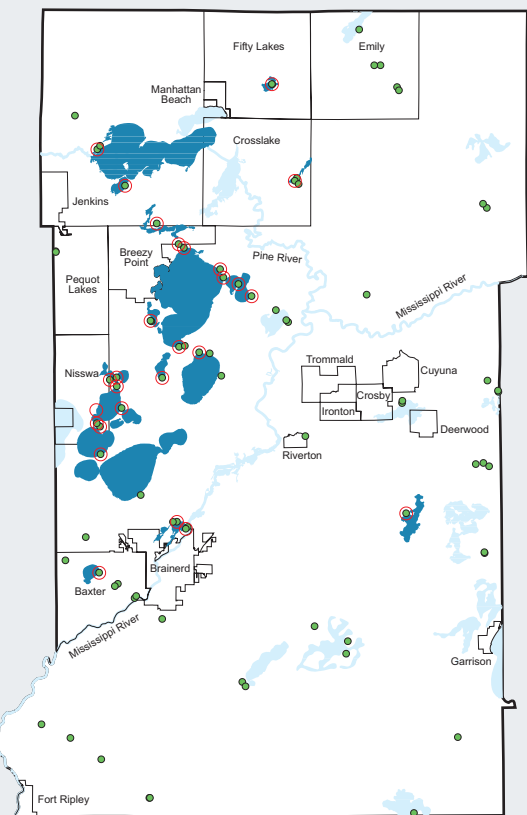 Fifty Lakes
Emily
Manhattan
Beach
Crosslake
Jenkins
Breezy
Point
Pine River
Pequot
Lakes
Mississippi River
Trommald
Cuyuna
Nisswa
Crosby
Ironton
Deerwood
Riverton
Brainerd
Baxter
Mississippi River
Garrison
Fort Ripley